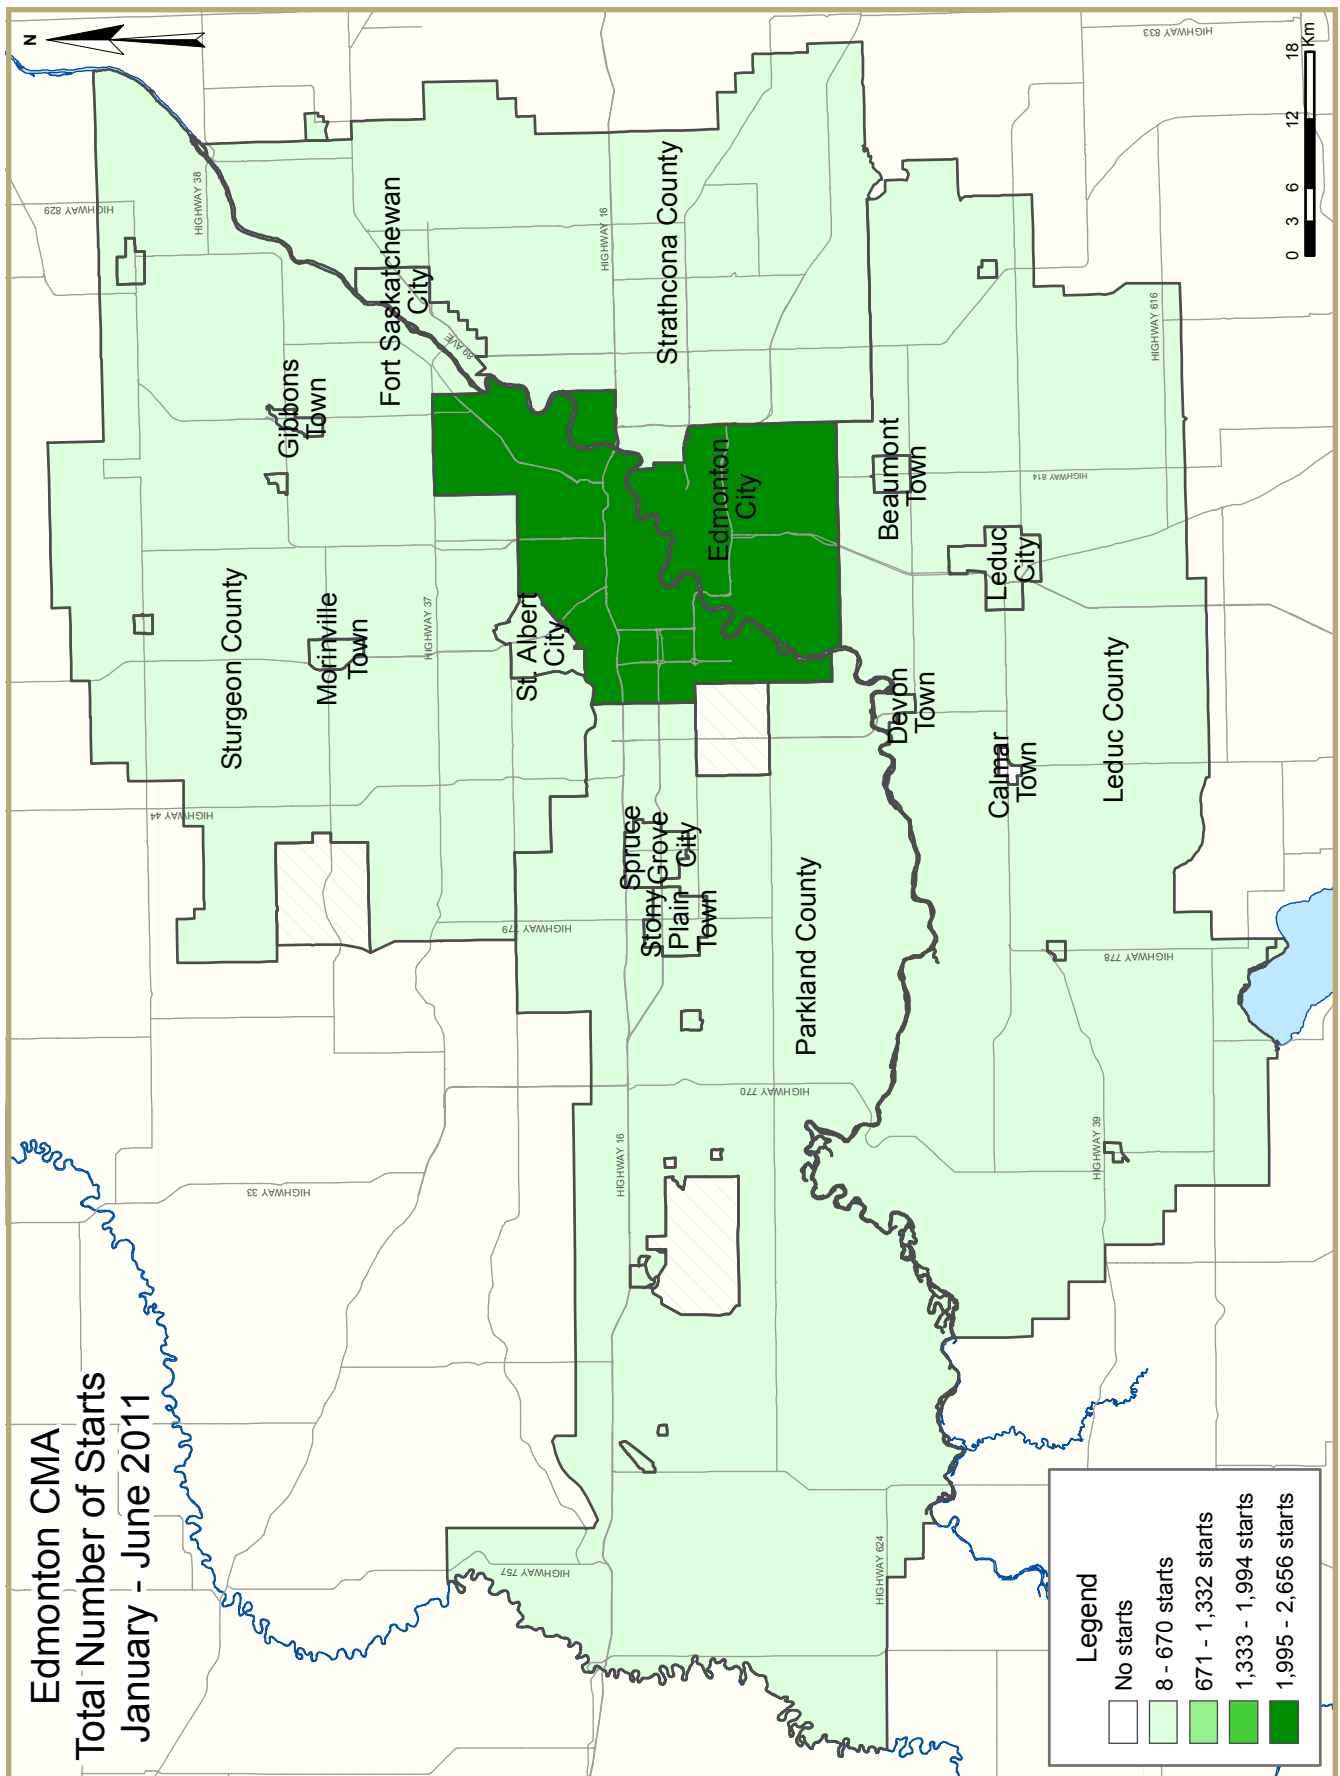 Edmonton CMA
Total Number of Starts
January - June 2011
N
HIGHWAY 829
HIGHWAY 38
HIGHWAY 833
Gibbons
Town
Fort Saskatchewan
City
89 AVE
Sturgeon County
Morinville
Town
HIGHWAY 37
HIGHWAY 44
HIGHWAY 779
St. Albert
City
HIGHWAY 16
Strathcona County
Edmonton
City
Spruce
Grove
City
Stony
Plain
Town
Parkland County
HIGHWAY 770
HIGHWAY 16
HIGHWAY 33
HIGHWAY 757
HIGHWAY 624
Beaumont
Town
HIGHWAY 814
HIGHWAY 616
Leduc
City
Devon
Town
Calmar
Town
Leduc County
HIGHWAY 778
HIGHWAY 39
Legend
No starts
8 - 670 starts
671 - 1,332 starts
1,333 - 1,994 starts
1,995 - 2,656 starts
0 3 6 12 18
Km